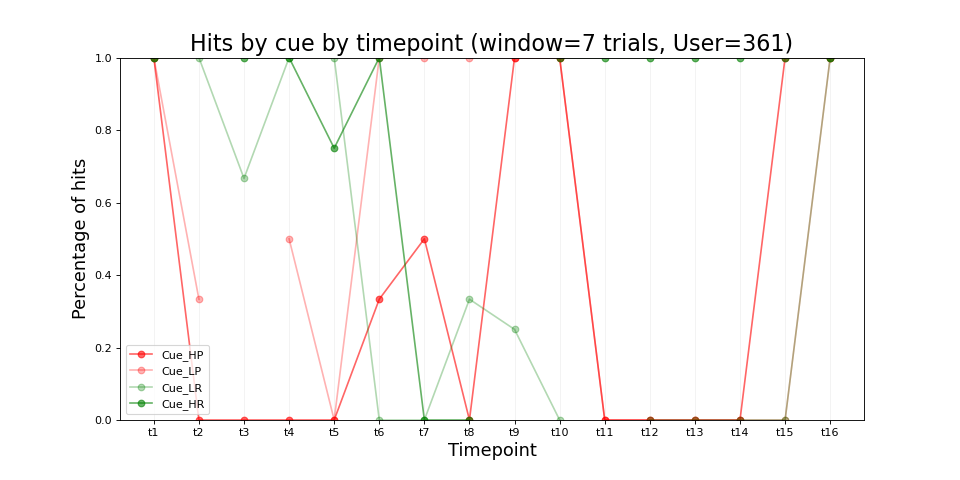 Hits by cue by timepoint (window=7 trials, User=361)
Percentage of hits
1.0
0.8
0.6
0.4
0.2
0.0
Cue_HP
Cue_LP
Cue_LR
Cue_HR
t1 t2 t3 t4 t5 t6 t7 t8 t9 t10 t11 t12 t13 t14 t15 t16
Timepoint